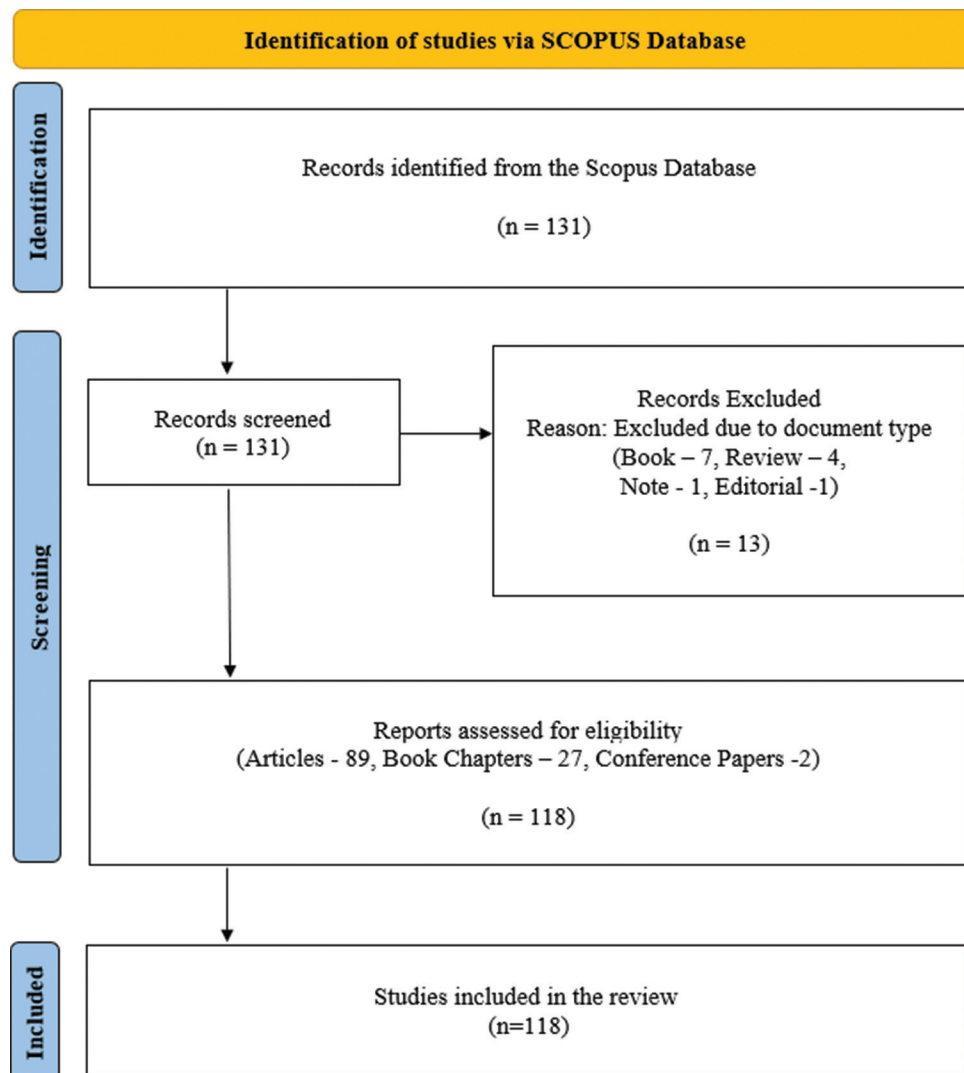 Identification of studies via SCOPUS Database
Identification
Records identified from the Scopus Database
(n = 131)
Screening
Records screened
(n = 131)
Records Excluded
Reason: Excluded due to document type
(Book – 7, Review – 4,
Note - 1, Editorial -1)
(n = 13)
Reports assessed for eligibility
(Articles - 89, Book Chapters – 27, Conference Papers -2)
(n = 118)
Included
Studies included in the review
(n=118)